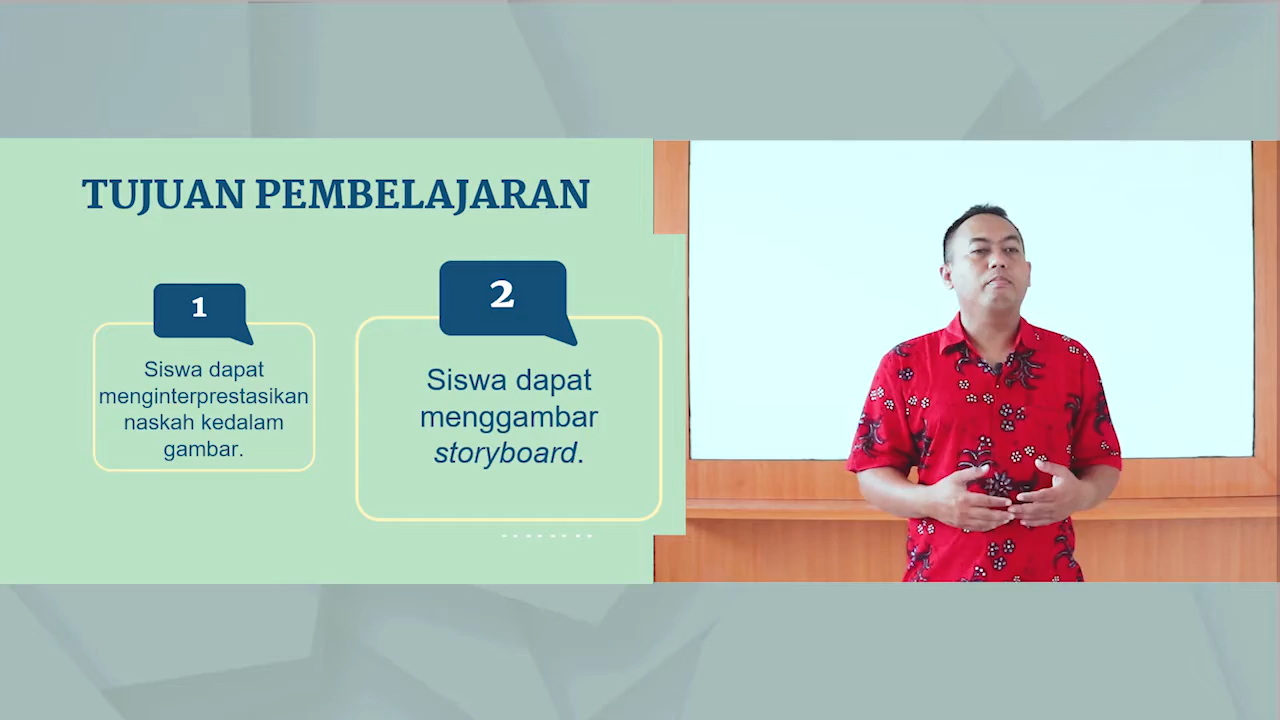 TUJUAN PEMBELAJARAN
1
Siswa dapat
menginterprestasikan
naskah kedalam
gambar.
2
Siswa dapat
menggambar
storyboard.